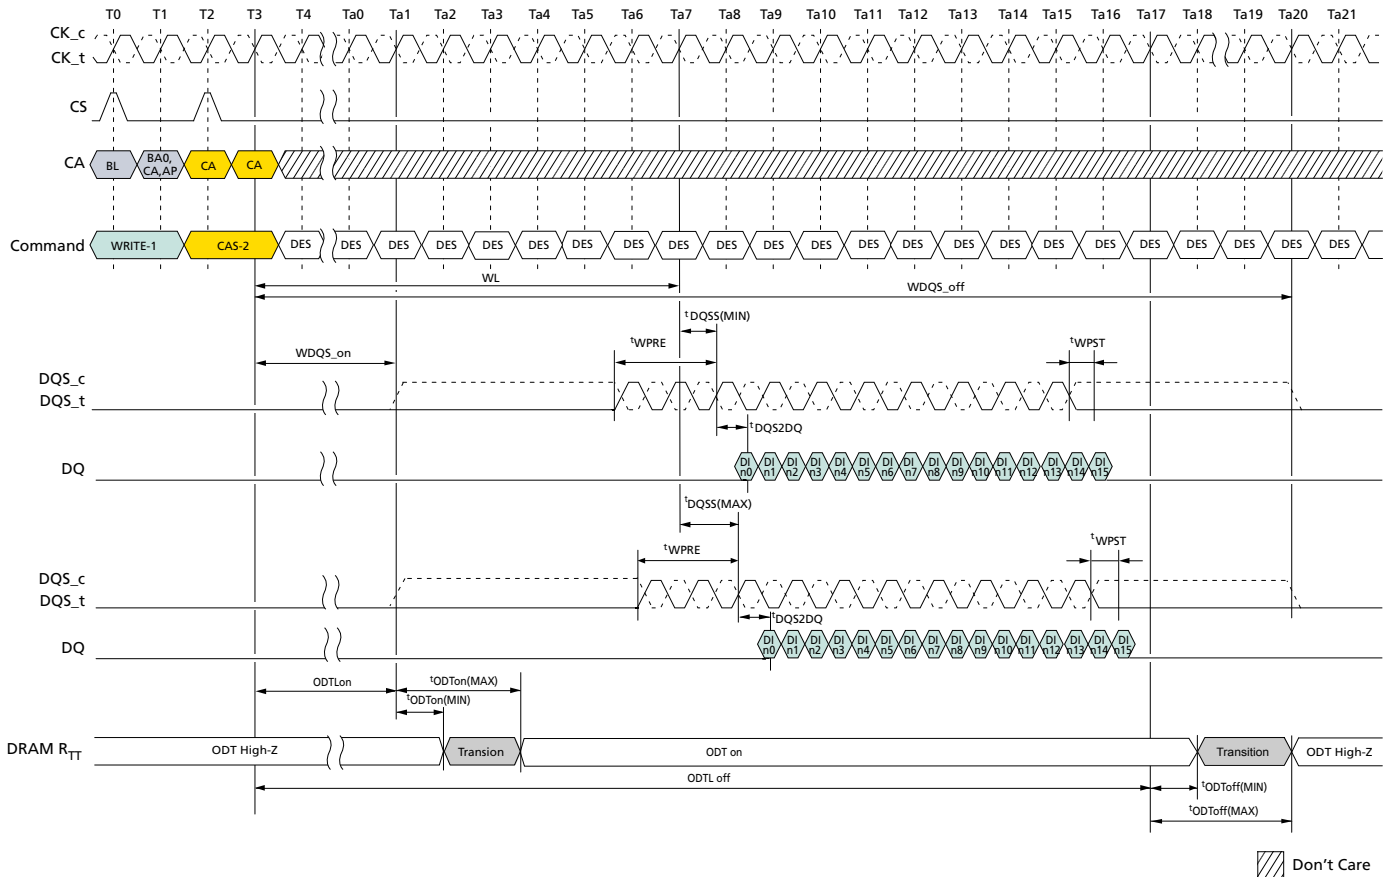 T0 T1 T2 T3 T4 Ta0 Ta1 Ta2 Ta3 Ta4 Ta5 Ta6 Ta7 Ta8 Ta9 Ta10 Ta11 Ta12 Ta13 Ta14 Ta15 Ta16 Ta17 Ta18 Ta19 Ta20 Ta21
CK_c
CK_t
CS
CA BL BA0, CA, AP CA CA
Command WRITE-1 CAS-2 DES DES DES DES DES DES DES DES DES DES DES DES DES DES DES DES DES DES DES DES DES DES DES
WL
WDQS_off
tDQSS(MIN)
tWPRE tWPST
WDQS_on
DQS_c
DQS_t
tDQS2DQ
DQ DI n0 DI n1 DI n2 DI n3 DI n4 DI n5 DI n6 DI n7 DI n8 DI n9 DI n10 DI n11 DI n12 DI n13 DI n14 DI n15
tDQSS(MAX)
tWPRE tWPST
DQS_c
DQS_t
tDQS2DQ
DQ DI n0 DI n1 DI n2 DI n3 DI n4 DI n5 DI n6 DI n7 DI n8 DI n9 DI n10 DI n11 DI n12 DI n13 DI n14 DI n15
ODTLon tODTon(MAX)
tODTon(MIN)
DRAM RTT ODT High-Z Transion ODT on Transition ODT High-Z
ODTL off tODToff(MIN)
tODToff(MAX)
Don't Care